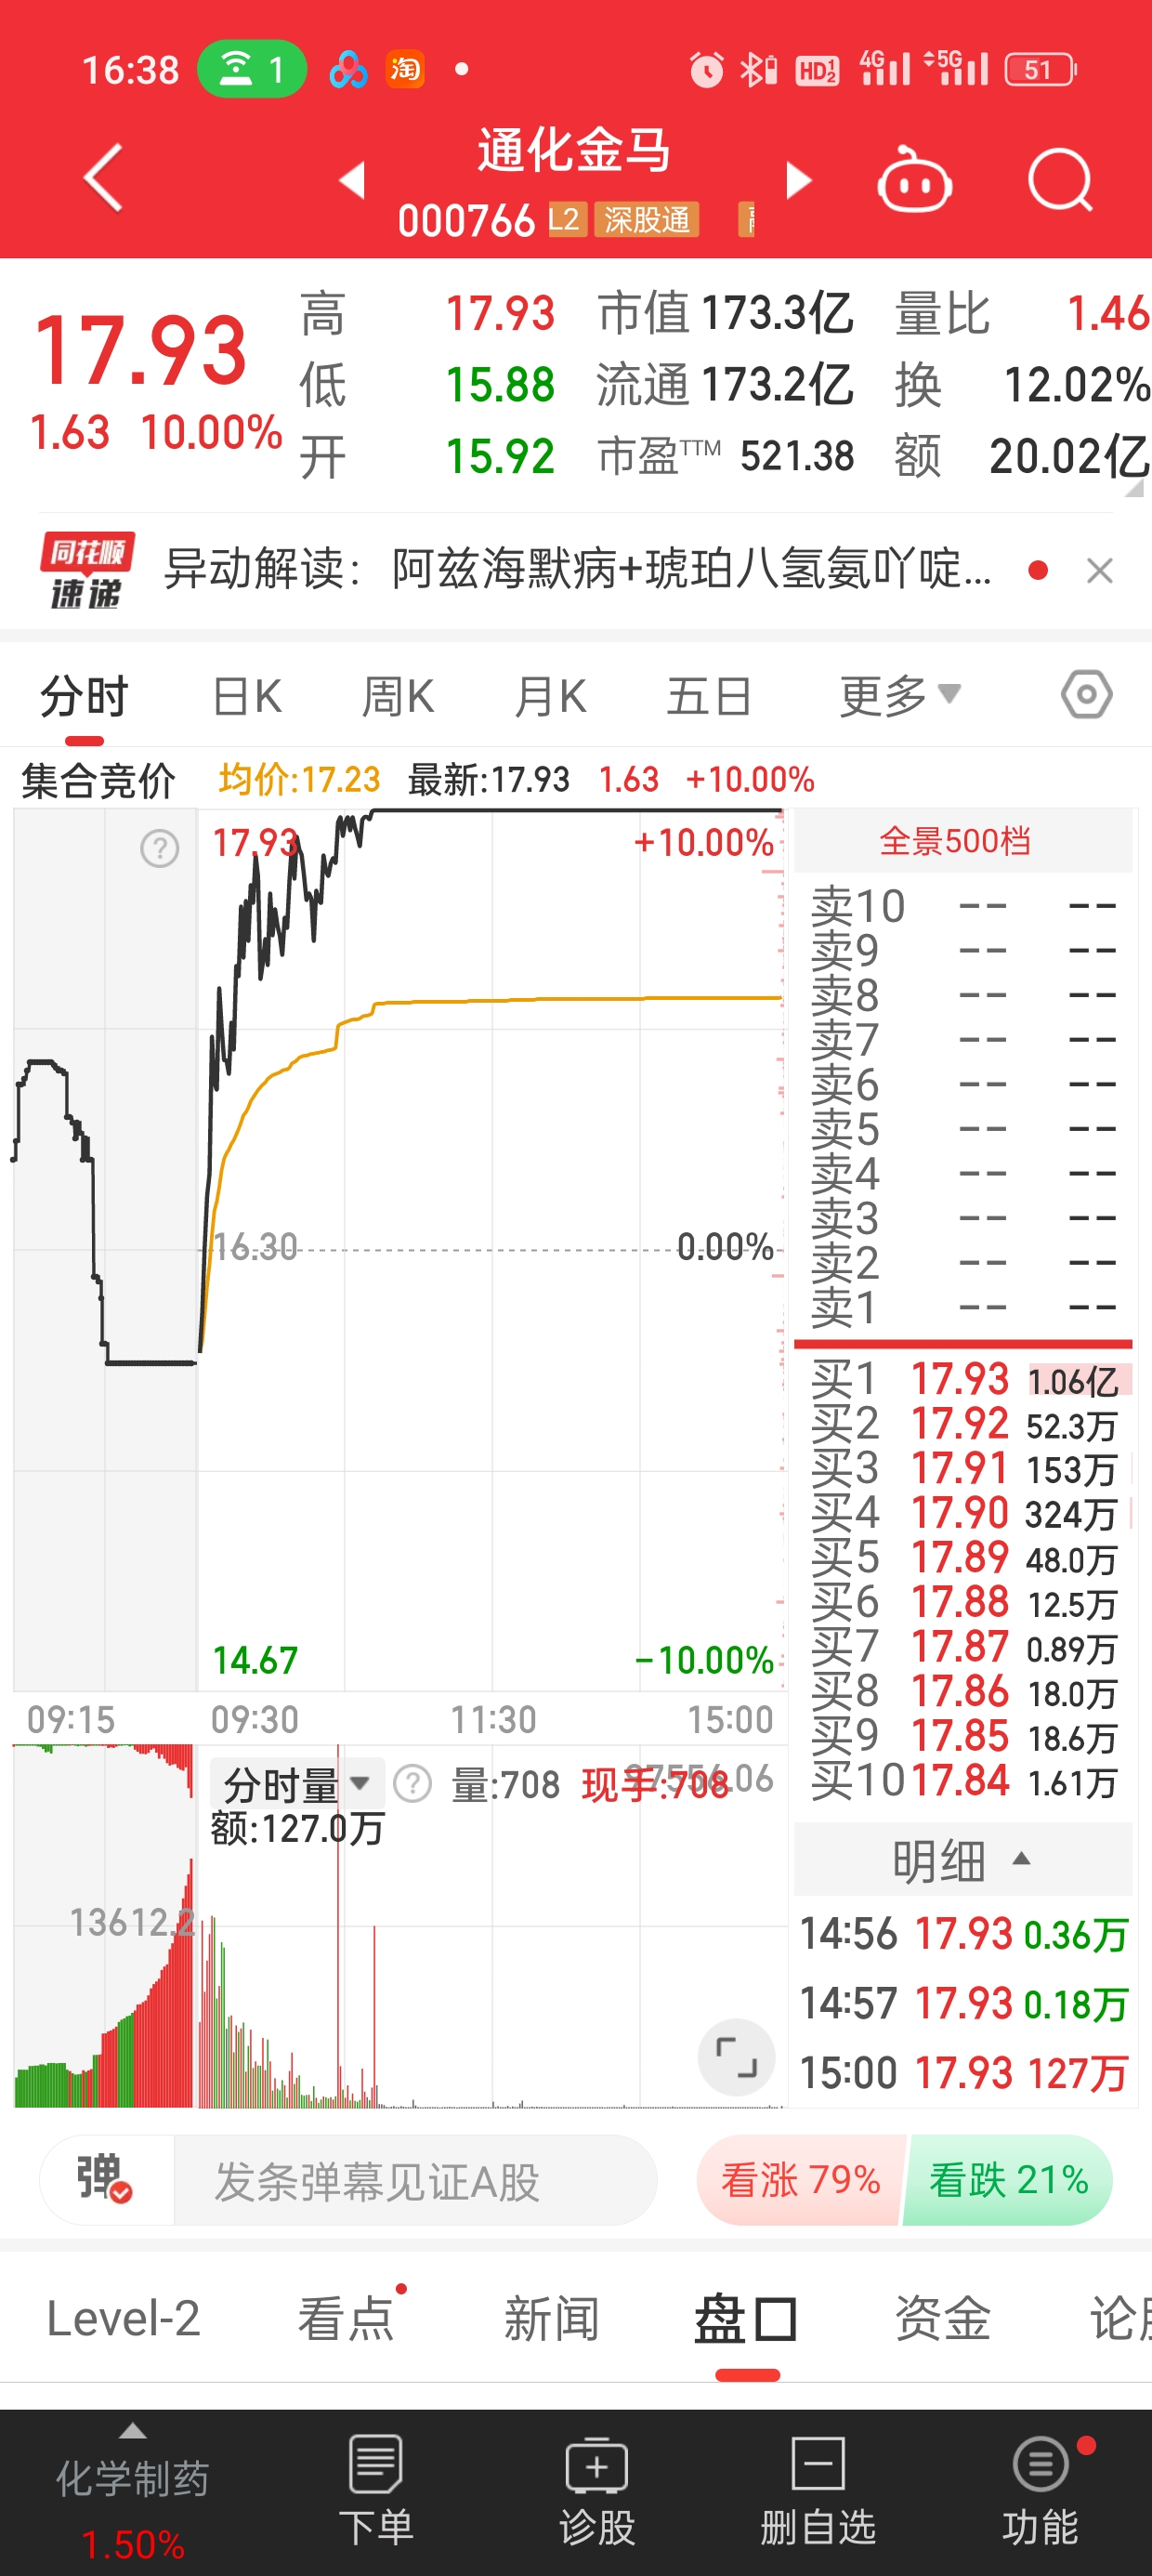 16:38 1 淘 HD 1 2 4G 5G 51
通化金马
000766 L2 深股通
17.93
1.63 10.00%
高 17.93 市值 173.3亿 量比 1.46
低 15.88 流通 173.2亿 换 12.02%
开 15.92 市盈TTM 521.38 额 20.02亿
同花顺
速递
异动解读：阿兹海默病+琥珀八氢氨吖啶...
分时 日K 周K 月K 五日 更多
集合竞价 均价:17.23 最新:17.93 1.63 +10.00%
? 17.93 +10.00%
16.30 0.00%
14.67 -10.00%
09:15 09:30 11:30 15:00
分时量 ? 量:708 现手:708
额:127.0万
13612.2
全景500档
卖10 -- --
卖9 -- --
卖8 -- --
卖7 -- --
卖6 -- --
卖5 -- --
卖4 -- --
卖3 -- --
卖2 -- --
卖1 -- --
买1 17.93 1.06亿
买2 17.92 52.3万
买3 17.91 153万
买4 17.90 324万
买5 17.89 48.0万
买6 17.88 12.5万
买7 17.87 0.89万
买8 17.86 18.0万
买9 17.85 18.6万
买10 17.84 1.61万
明细
14:56 17.93 0.36万
14:57 17.93 0.18万
15:00 17.93 127万
弹 发条弹幕见证A股 看涨 79% 看跌 21%
Level-2 看点 新闻 盘口 资金 论
化学制药
1.50%
下单 诊股 删自选 功能